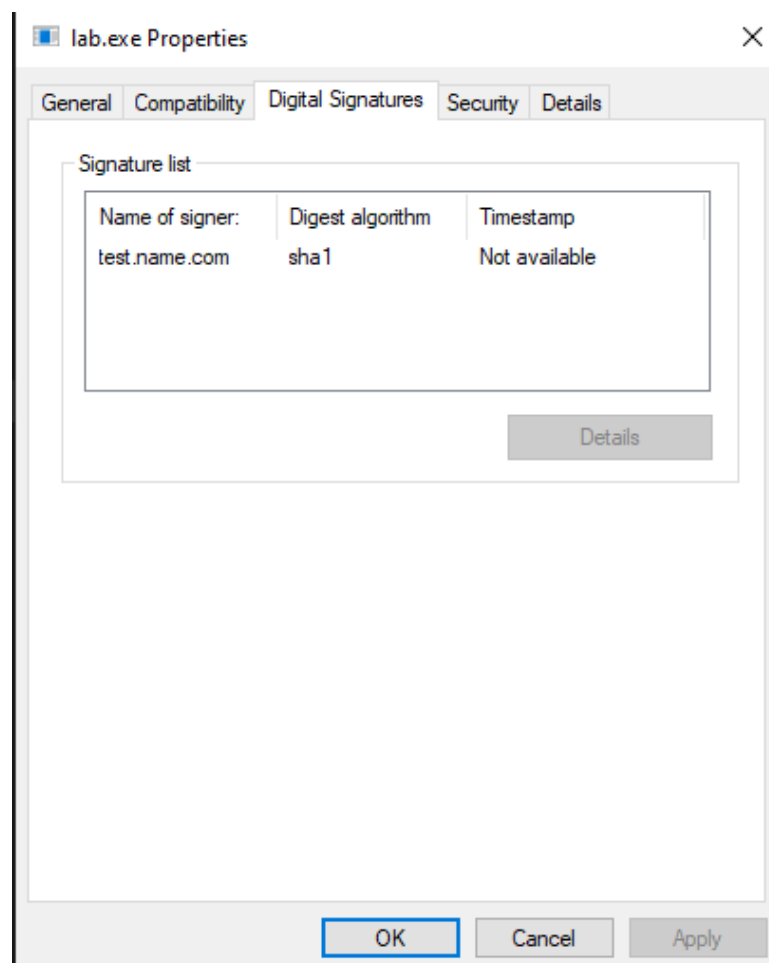 lab.exe Properties
General Compatibility Digital Signatures Security Details
Signature list
Name of signer: Digest algorithm Timestamp
test.name.com sha1 Not available
Details
OK Cancel Apply